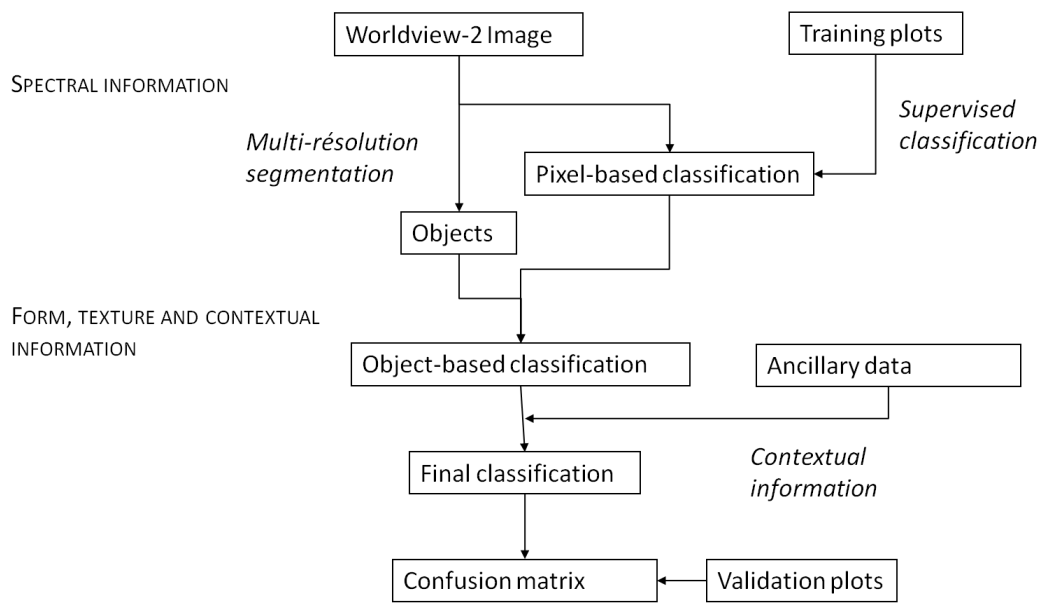 Worldview-2 Image
Training plots
SPECTRAL INFORMATION
Supervised
classification
Multi-résolution
segmentation
Pixel-based classification
Objects
FORM, TEXTURE AND CONTEXTUAL
INFORMATION
Object-based classification
Ancillary data
Contextual
information
Final classification
Confusion matrix
Validation plots